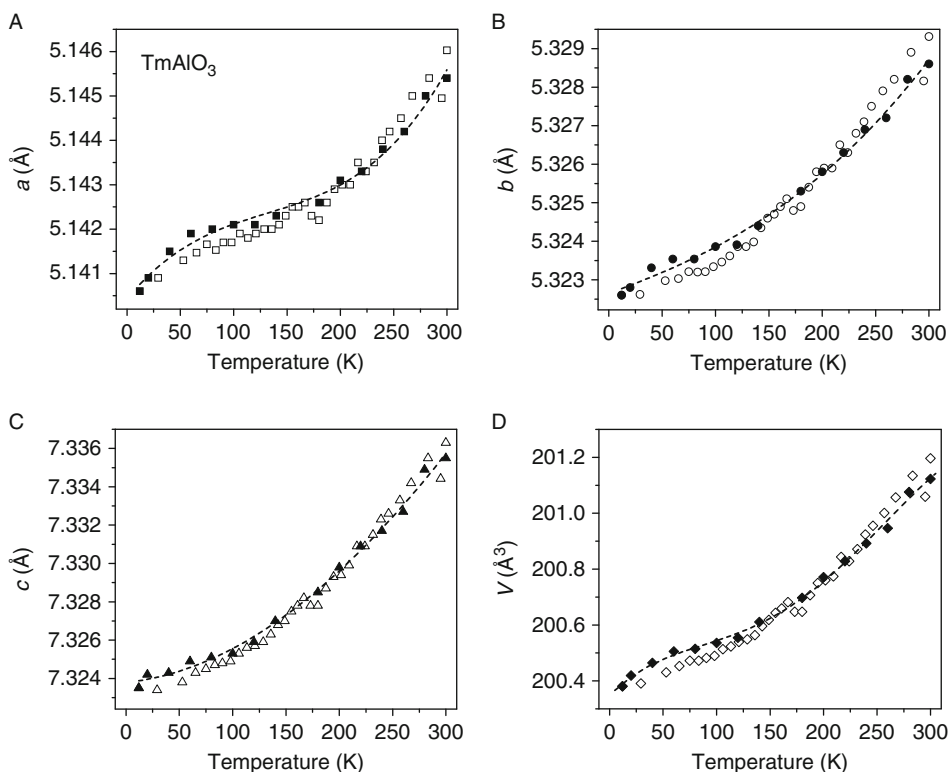 A
TmAlO₃
a (Å)
5.146
5.145
5.144
5.143
5.142
5.141
0 50 100 150 200 250 300
Temperature (K)
B
b (Å)
5.329
5.328
5.327
5.326
5.325
5.324
5.323
0 50 100 150 200 250 300
Temperature (K)
C
c (Å)
7.336
7.334
7.332
7.330
7.328
7.326
7.324
0 50 100 150 200 250 300
Temperature (K)
D
V (Å³)
201.2
201.0
200.8
200.6
200.4
0 50 100 150 200 250 300
Temperature (K)